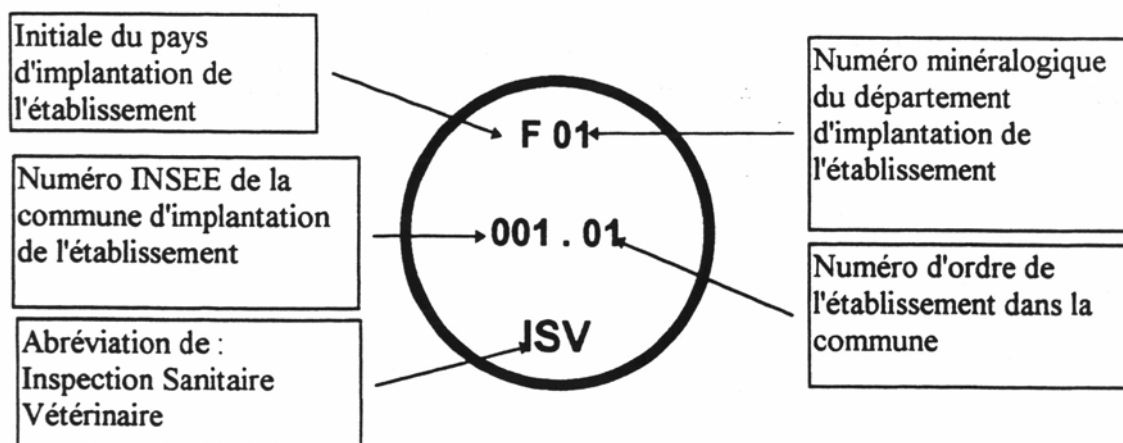 Initiale du pays
d'implantation de
l'établissement
Numéro INSEE de la
commune d'implantation
de l'établissement
Abréviation de :
Inspection Sanitaire
Vétérinaire
F 01
001 . 01
ISV
Numéro minéralogique
du département
d'implantation de
l'établissement
Numéro d'ordre de
l'établissement dans la
commune